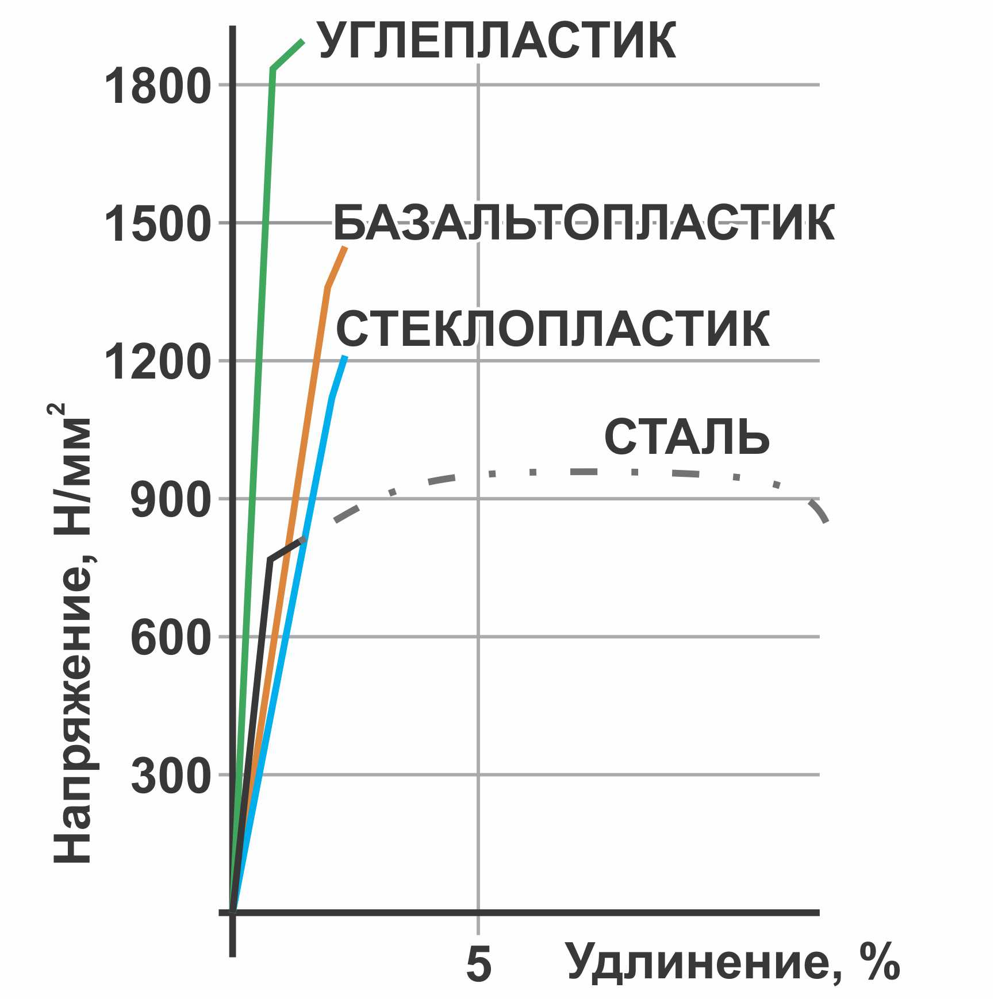 УГЛЕПЛАСТИК
1800
1500
БАЗАЛЬТОПЛАСТИК
СТЕКЛОПЛАСТИК
1200
СТАЛЬ
900
600
300
Напряжение, Н/мм²
5
Удлинение, %